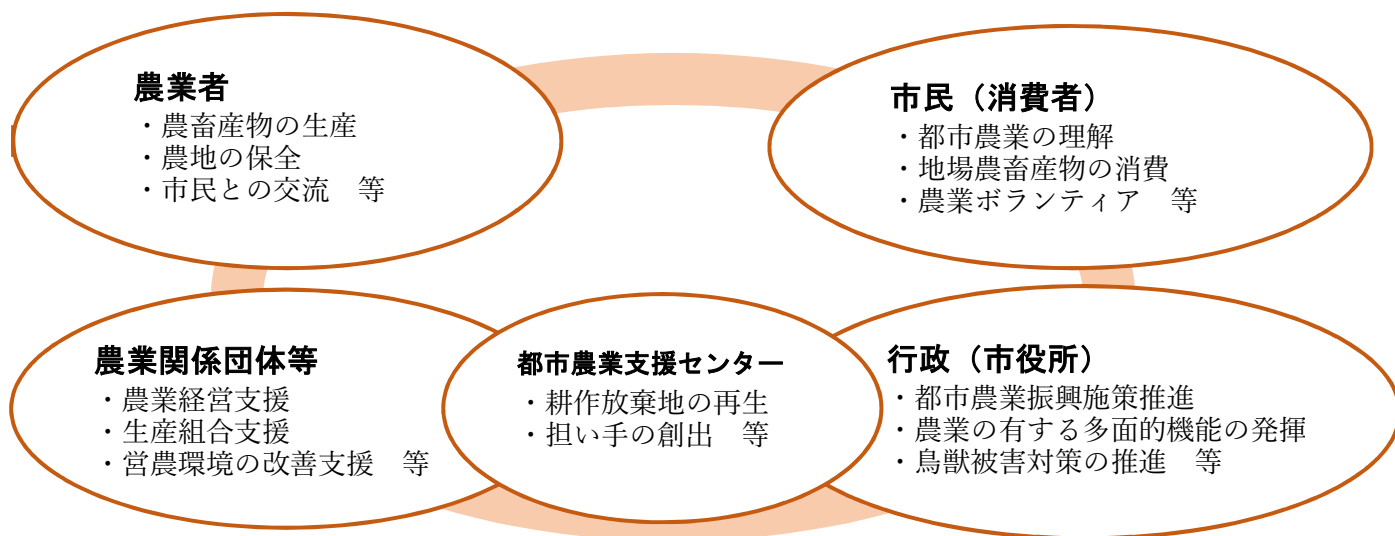 農業者
・農畜産物の生産
・農地の保全
・市民との交流　等
市民（消費者）
・都市農業の理解
・地場農畜産物の消費
・農業ボランティア　等
農業関係団体等
・農業経営支援
・生産組合支援
・営農環境の改善支援　等
都市農業支援センター
・耕作放棄地の再生
・担い手の創出　等
行政（市役所）
・都市農業振興施策推進
・農業の有する多面的機能の発揮
・鳥獣被害対策の推進　等